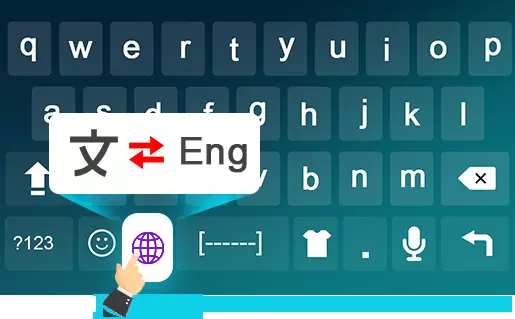 q w e r t y u i o p
a s d f g h j k l
文 Eng
v b n m
?123 [------] .